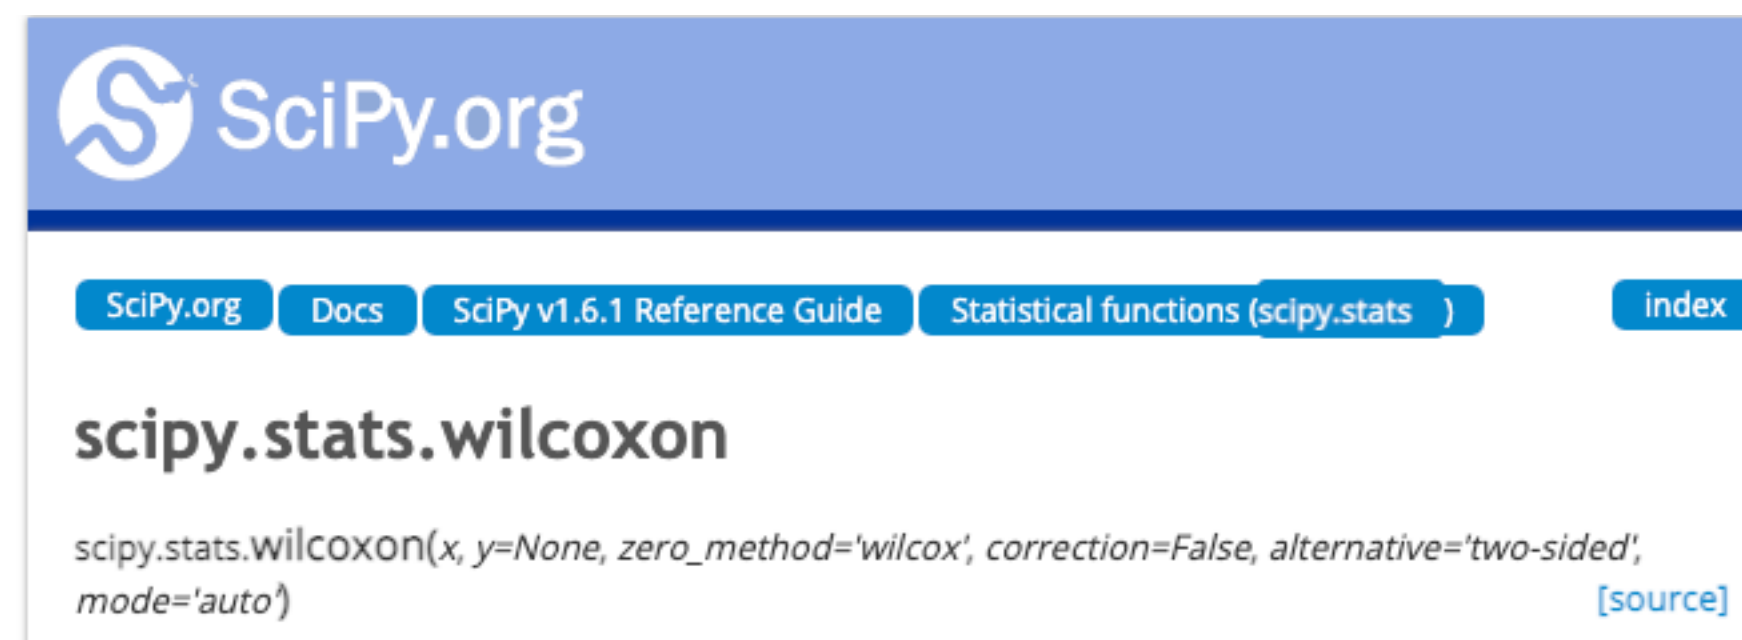 SciPy.org
SciPy.org Docs SciPy v1.6.1 Reference Guide Statistical functions (scipy.stats ) index
scipy.stats.wilcoxon
scipy.stats.wilcoxon(x, y=None, zero_method='wilcox', correction=False, alternative='two-sided',
mode='auto') [source]